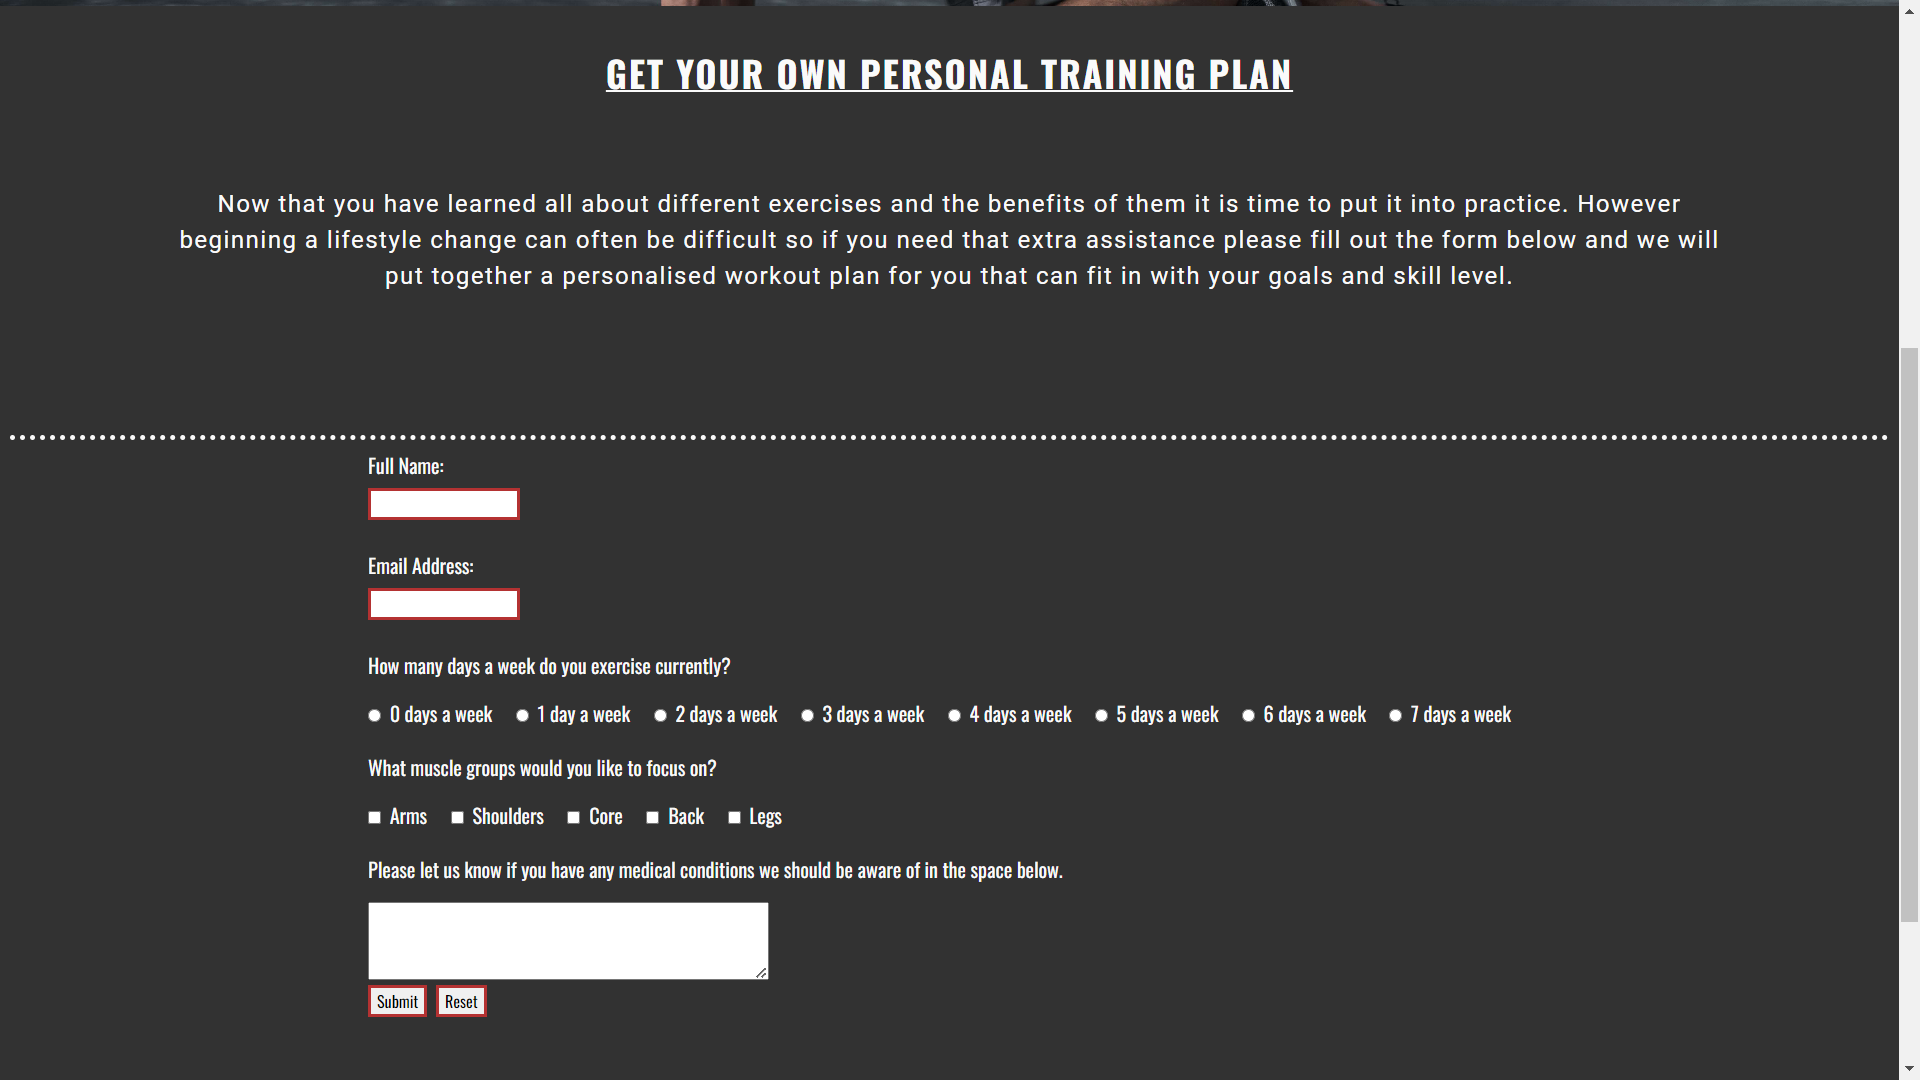 GET YOUR OWN PERSONAL TRAINING PLAN
Now that you have learned all about different exercises and the benefits of them it is time to put it into practice. However
beginning a lifestyle change can often be difficult so if you need that extra assistance please fill out the form below and we will
put together a personalised workout plan for you that can fit in with your goals and skill level.
Full Name:
Email Address:
How many days a week do you exercise currently?
0 days a week 1 day a week 2 days a week 3 days a week 4 days a week 5 days a week 6 days a week 7 days a week
What muscle groups would you like to focus on?
Arms Shoulders Core Back Legs
Please let us know if you have any medical conditions we should be aware of in the space below.
Submit Reset